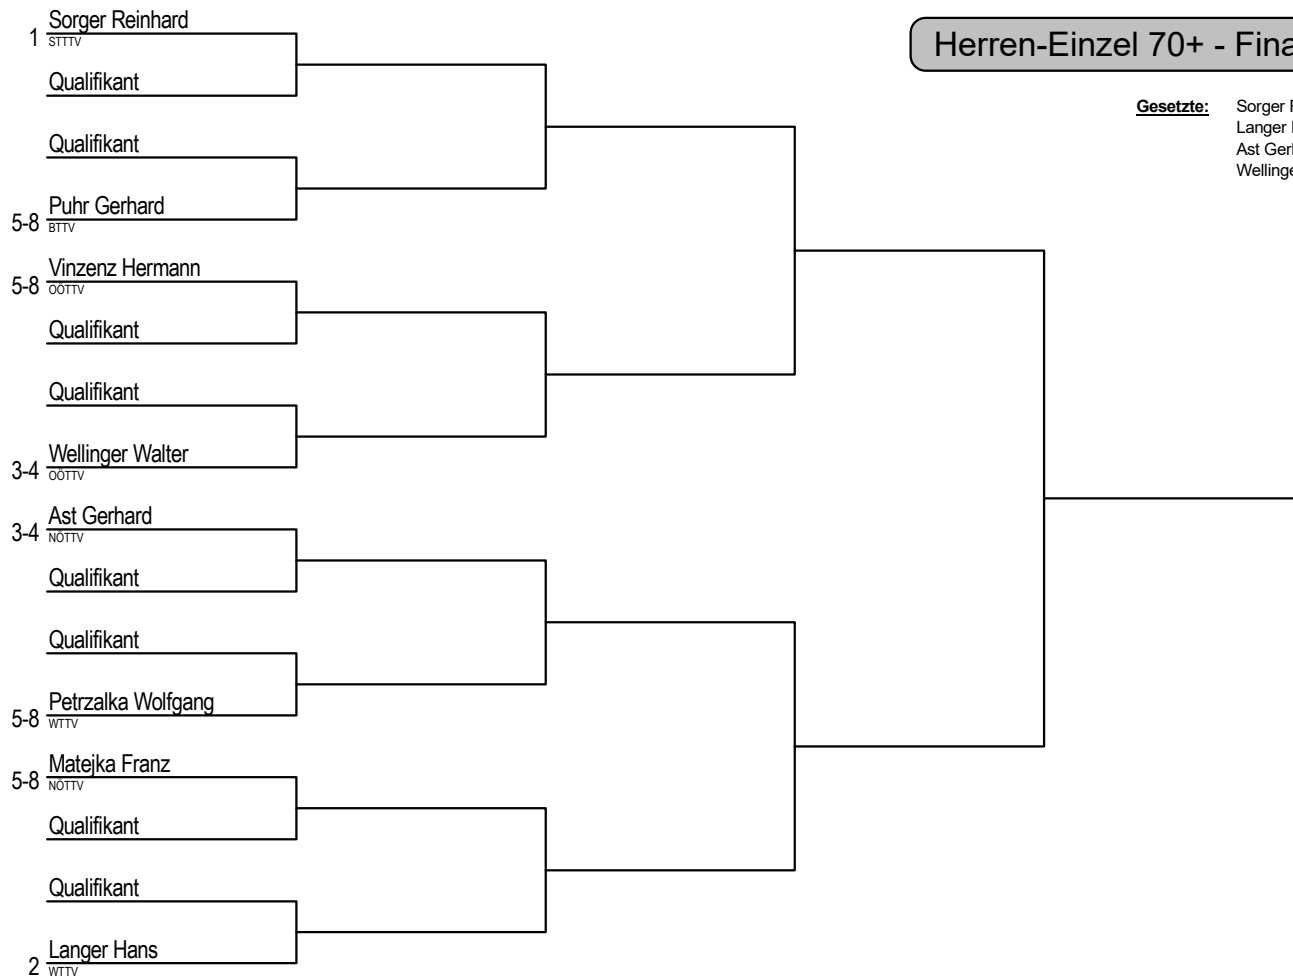 Sorger Reinhard
1
STTTV
Qualifikant
Qualifikant
Puhr Gerhard
5-8
BTTV
Vinzenz Hermann
5-8
OÖTTV
Qualifikant
Qualifikant
Wellinger Walter
3-4
OÖTTV
Ast Gerhard
3-4
NÖTTV
Qualifikant
Qualifikant
Petrzalka Wolfgang
5-8
WTTV
Matejka Franz
5-8
NÖTTV
Qualifikant
Qualifikant
Langer Hans
2
WTTV
Herren-Einzel 70+ - Fina
Gesetzte: Sorger
Langer
Ast Ger
Wellinge